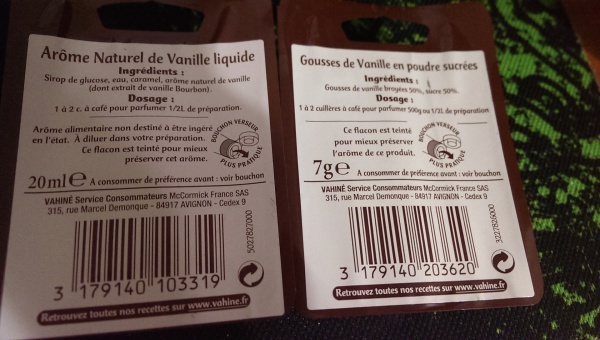 Arôme Naturel de Vanille liquide
Ingrédients :
Sirop de glucose, eau, caramel, arôme naturel de vanille
(dont extrait de vanille Bourbon).
Dosage :
1 à 2 c. à café pour parfumer 1/2L de préparation.
Arôme alimentaire non destiné à être ingéré
en l'état. À diluer dans votre préparation.
Ce flacon est teinté
pour mieux
préserver cet arôme.
BOUCHON VERSEUR
PLUS PRATIQUE
20ml e A consommer de préférence avant : voir bouchon
VAHINÉ Service Consommateurs McCormick France SAS
315, rue Marcel Demonque - 84917 AVIGNON - Cedex 9
5027827000
3 179140 103319
Retrouvez toutes nos recettes sur www.vahine.fr
Gousses de Vanille en poudre sucrées
Ingrédients :
Gousses de vanille broyées 50%, sucre 50%.
Dosage :
1 à 2 cuillères à café pour parfumer 500g ou 1/2L de préparation
Ce flacon est teinté
pour mieux préserver
l'arôme de ce produit.
BOUCHON VERSEUR
PLUS PRATIQUE
7g e A consommer de préférence avant : voir bouchon
VAHINÉ Service Consommateurs McCormick France SAS
315, rue Marcel Demonque - 84917 AVIGNON - Cedex 9
3227826000
3 179140 203620
Retrouvez toutes nos recettes sur www.vahine.fr